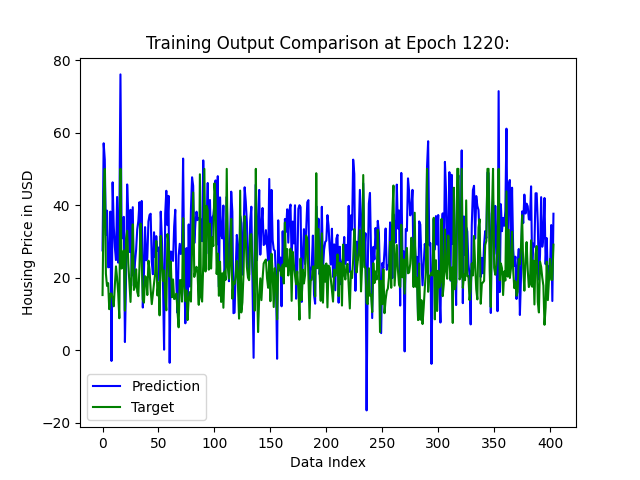 Training Output Comparison at Epoch 1220:
80
60
40
20
0
−20
Housing Price in USD
Prediction
Target
0 50 100 150 200 250 300 350 400
Data Index